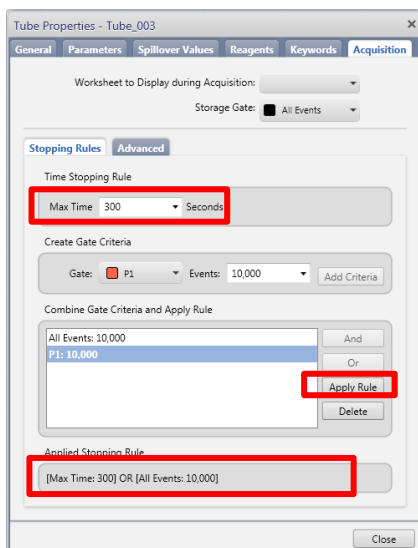 Tube Properties - Tube_003
General Parameters Spillover Values Reagents Keywords Acquisition
Worksheet to Display during Acquisition:
Storage Gate: All Events
Stopping Rules Advanced
Time Stopping Rule
Max Time 300 Seconds
Create Gate Criteria
Gate: P1 Events: 10,000 Add Criteria
Combine Gate Criteria and Apply Rule
All Events: 10,000 And
P1: 10,000
Or
Apply Rule
Delete
Applied Stopping Rule
[Max Time: 300] OR [All Events: 10,000]
Close